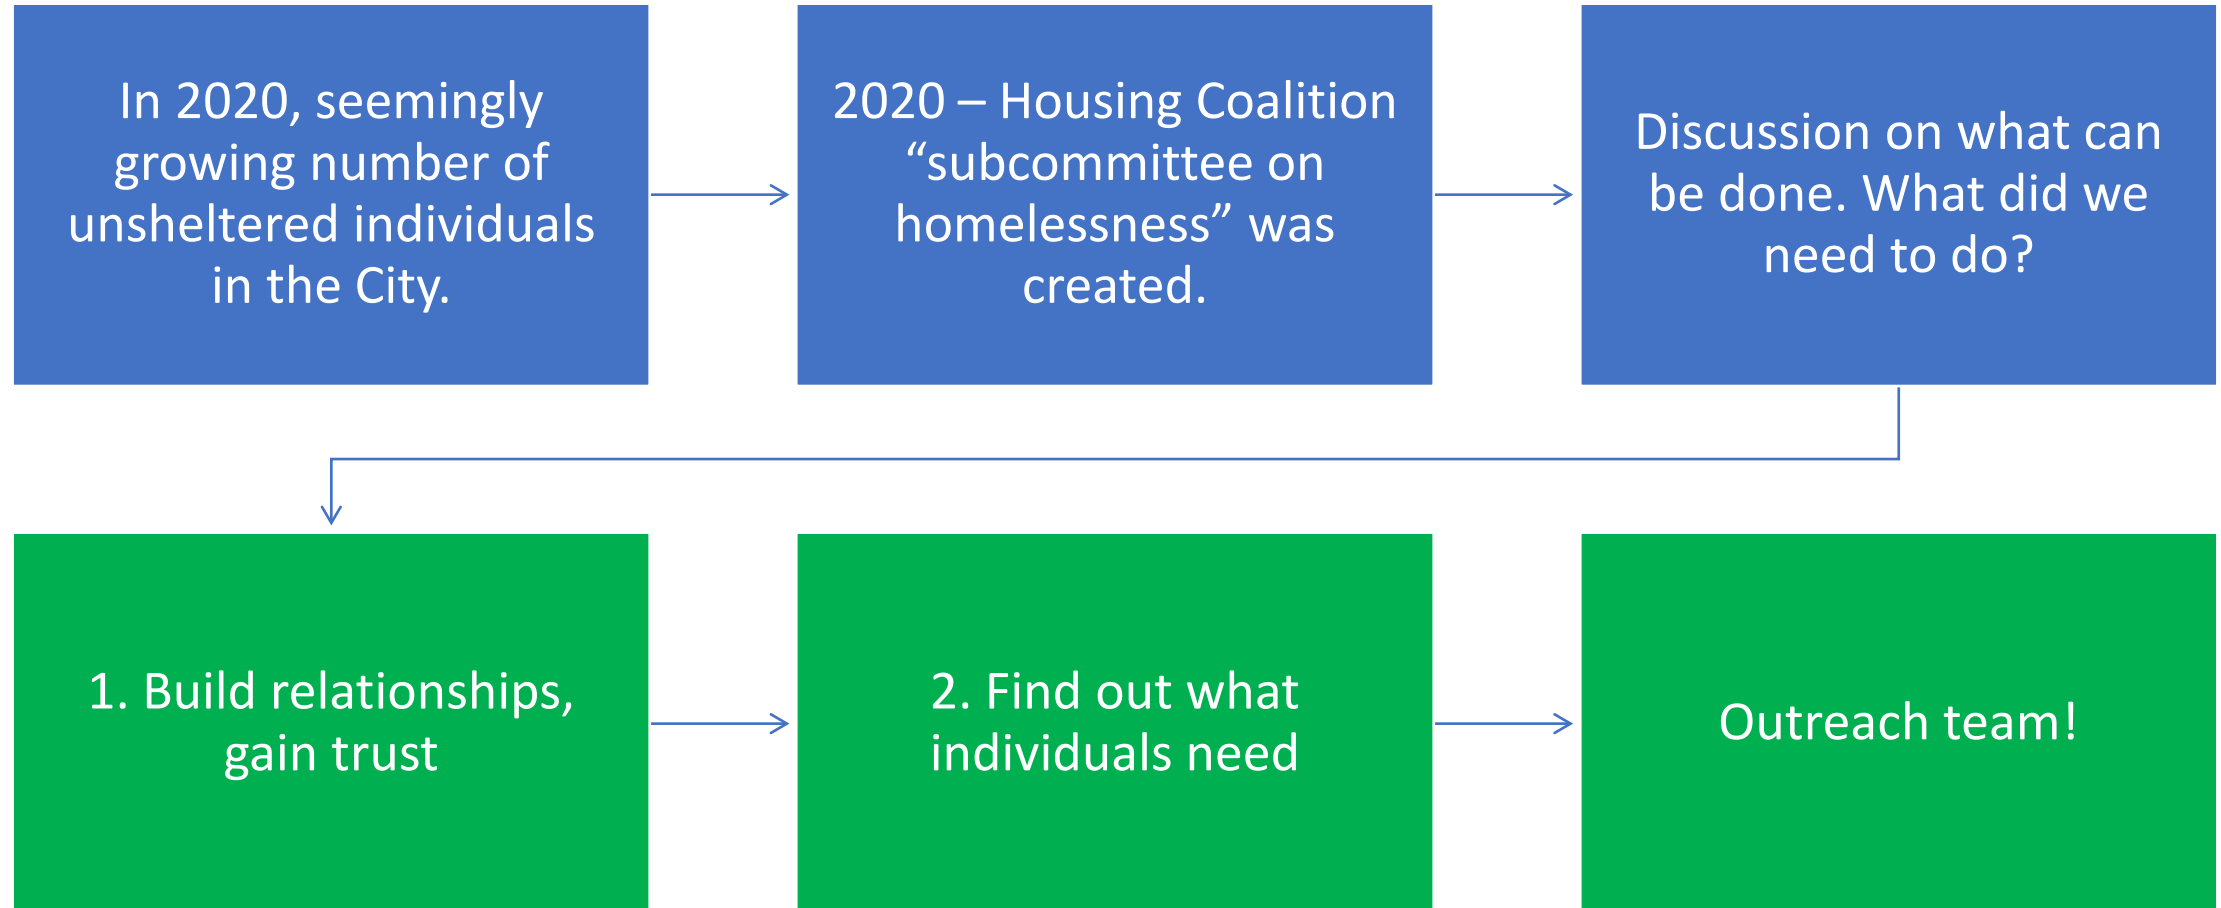 In 2020, seemingly
growing number of
unsheltered individuals
in the City.
2020 – Housing Coalition
“subcommittee on
homelessness” was
created.
Discussion on what can
be done. What did we
need to do?
1. Build relationships,
gain trust
2. Find out what
individuals need
Outreach team!